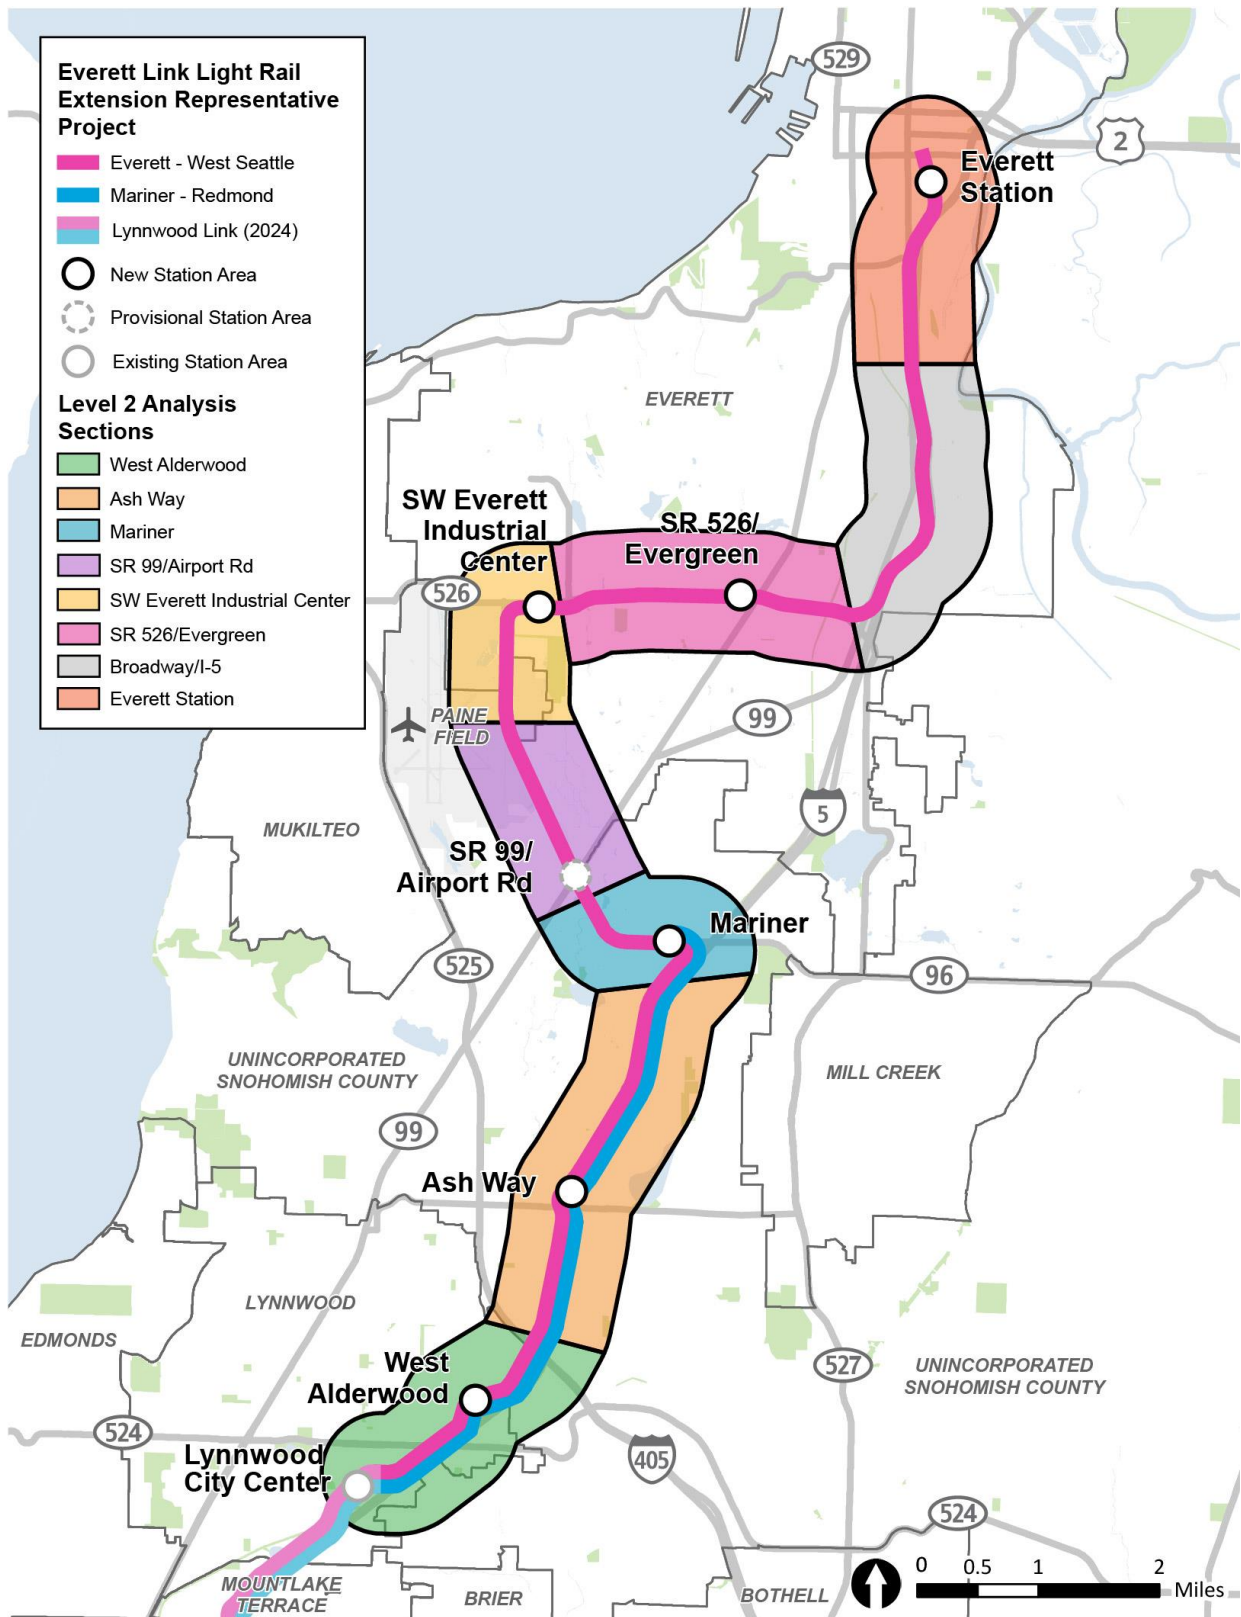 Everett Link Light Rail
Extension Representative
Project
Everett - West Seattle
Mariner - Redmond
Lynnwood Link (2024)
New Station Area
Provisional Station Area
Existing Station Area
Level 2 Analysis
Sections
West Alderwood
Ash Way
Mariner
SR 99/Airport Rd
SW Everett Industrial Center
SR 526/Evergreen
Broadway/I-5
Everett Station
529
2
Everett
Station
EVERETT
SW Everett
Industrial
Center
SR 526/
Evergreen
526
PAINE
FIELD
99
5
MUKILTEO
SR 99/
Airport Rd
Mariner
525
96
UNINCORPORATED
SNOHOMISH COUNTY
MILL CREEK
99
Ash Way
LYNNWOOD
EDMONDS
West
Alderwood
527
UNINCORPORATED
SNOHOMISH COUNTY
524
Lynnwood
City Center
405
524
MOUNTLAKE
TERRACE
BRIER
BOTHELL
0 0.5 1 2
Miles